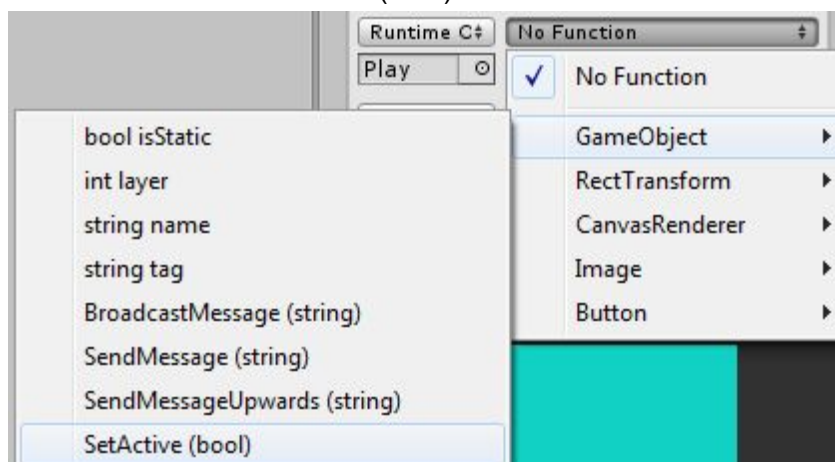 Runtime C
No Function
Play
No Function
GameObject
RectTransform
CanvasRenderer
Image
Button
bool isStatic
int layer
string name
string tag
BroadcastMessage (string)
SendMessage (string)
SendMessageUpwards (string)
SetActive (bool)